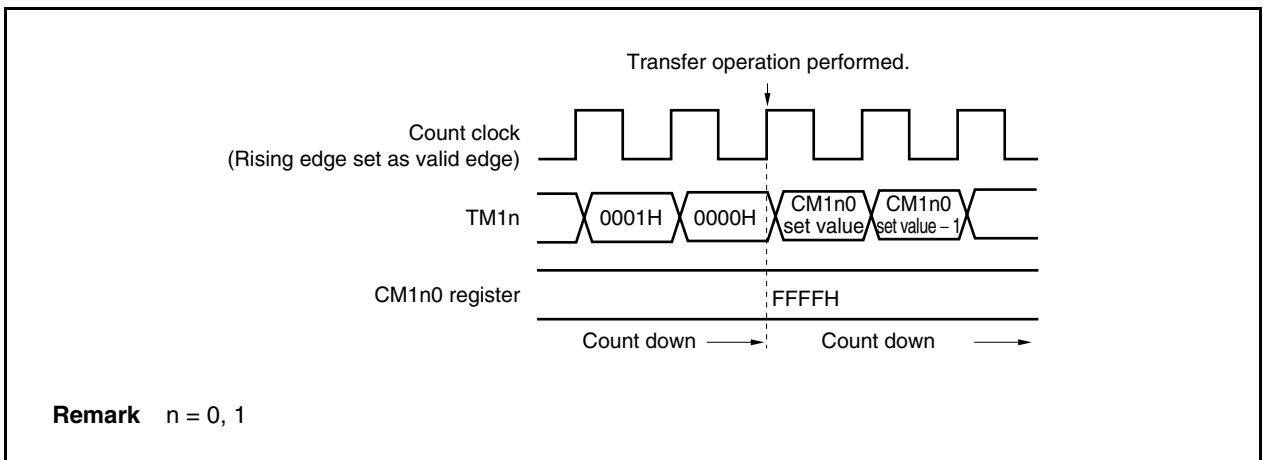 Transfer operation performed.
Count clock
(Rising edge set as valid edge)
TM1n
0001H
0000H
CM1n0
set value
CM1n0
set value – 1
CM1n0 register
FFFFH
Count down
Count down
Remark n = 0, 1